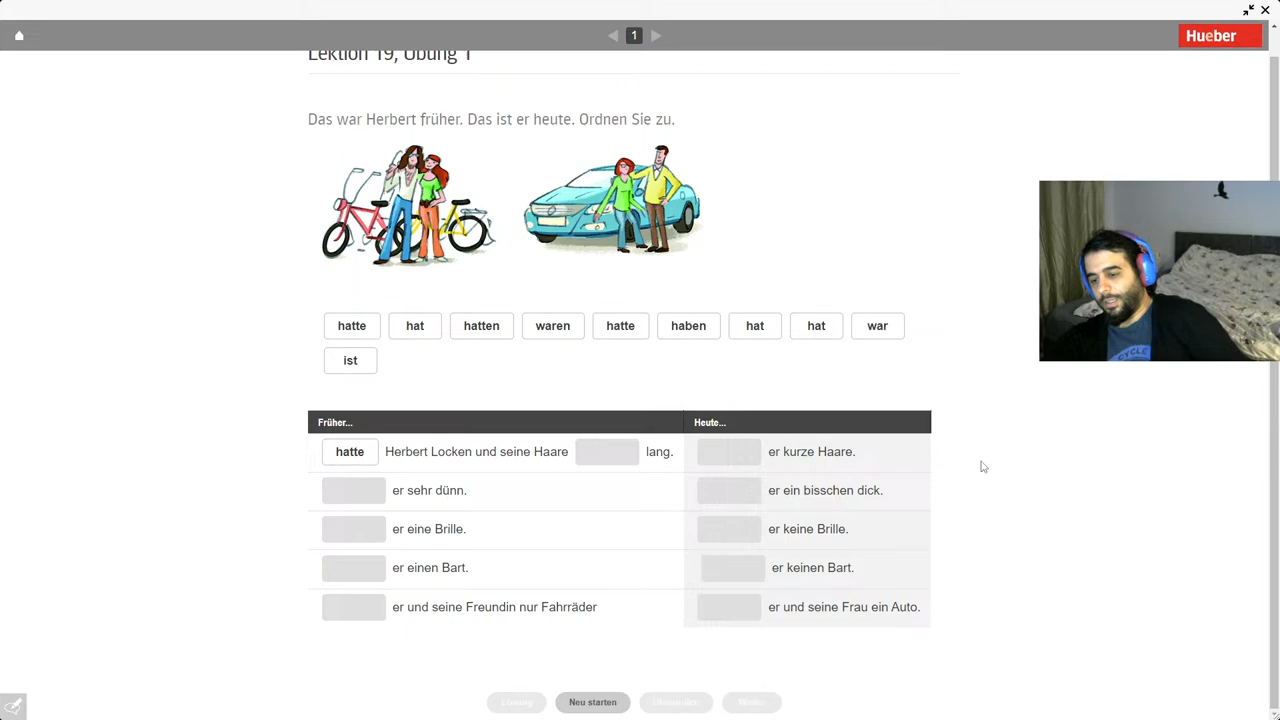 1
Hueber
Lektion 19, Übung 1
Das war Herbert früher. Das ist er heute. Ordnen Sie zu.
hatte hat hatten waren hatte haben hat hat war
ist
Früher... Heute...
hatte Herbert Locken und seine Haare lang. er kurze Haare.
er sehr dünn. er ein bisschen dick.
er eine Brille. er keine Brille.
er einen Bart. er keinen Bart.
er und seine Freundin nur Fahrräder er und seine Frau ein Auto.
Lösung Neu starten
CYCLE